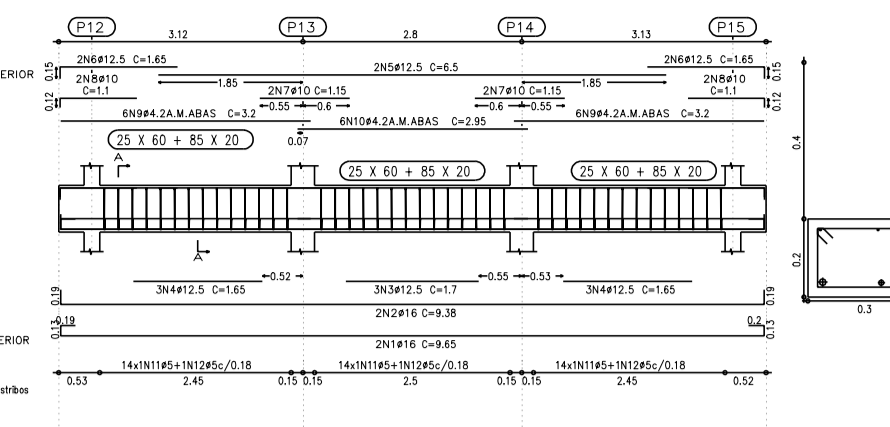 P12 P13 P14 P15
3.12 2.8 3.13
2N6ø12.5 C=1.65 2N5ø12.5 C=6.5 2N6ø12.5 C=1.65
ERIOR 0.15 0.15
2N8ø10 1.85 1.85 2N8ø10
C=1.1 2N7ø10 C=1.15 2N7ø10 C=1.15 C=1.1
0.12 0.55 0.6 0.6 0.55 0.12
6N9ø4.2A.M.ABAS C=3.2 6N10ø4.2A.M.ABAS C=2.95 6N9ø4.2A.M.ABAS C=3.2
0.07
25 X 60 + 85 X 20
A
25 X 60 + 85 X 20 25 X 60 + 85 X 20
0.4
A
0.2
0.52 0.55 0.53
3N4ø12.5 C=1.65 3N3ø12.5 C=1.7 3N4ø12.5 C=1.65
0.19 0.19
0.3
2N2ø16 C=9.38
0.19 0.2
0.13 0.13
ERIOR 2N1ø16 C=9.65
14x1N11ø5+1N12ø5c/0.18 14x1N11ø5+1N12ø5c/0.18 14x1N11ø5+1N12ø5c/0.18
0.53 2.45 0.15 0.15 2.5 0.15 0.15 2.45 0.52
stribos